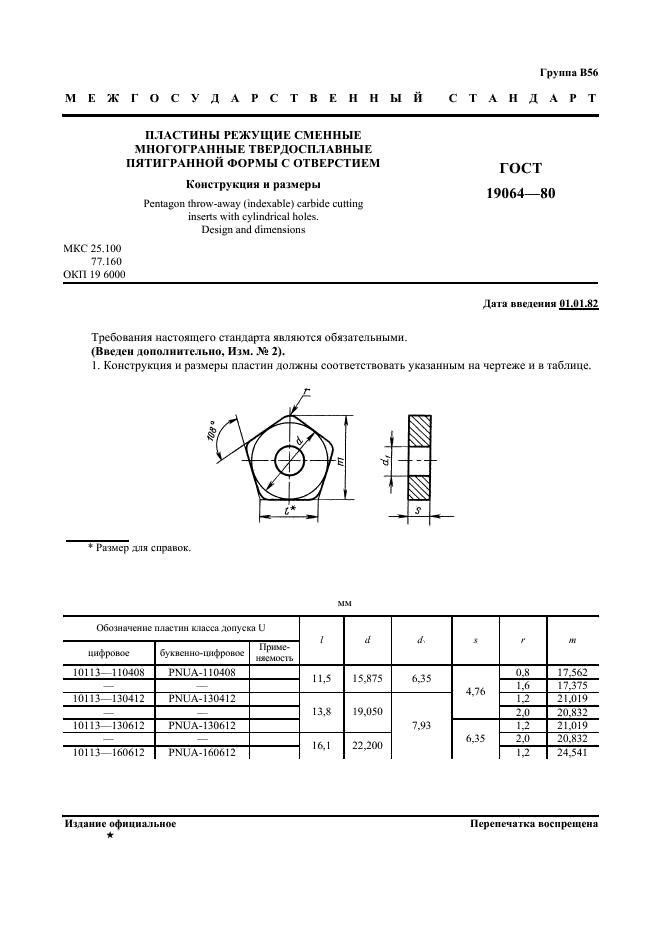 Группа В56
МЕЖГОСУДАРСТВЕННЫЙ СТАНДАРТ
ПЛАСТИНЫ РЕЖУЩИЕ СМЕННЫЕ
МНОГОГРАННЫЕ ТВЕРДОСПЛАВНЫЕ
ПЯТИГРАННОЙ ФОРМЫ С ОТВЕРСТИЕМ
Конструкция и размеры
Pentagon throw-away (indexable) carbide cutting
inserts with cylindrical holes.
Design and dimensions
ГОСТ
19064—80
МКС 25.100
77.160
ОКП 19 6000
Дата введения 01.01.82
Требования настоящего стандарта являются обязательными.
(Введен дополнительно, Изм. № 2).
1. Конструкция и размеры пластин должны соответствовать указанным на чертеже и в таблице.
r
108°
d
m
d₁
l*
s
* Размер для справок.
мм
Обозначение пластин класса допуска U
l d d₁ s r m
цифровое буквенно-цифровое Приме-
няемость
10113—110408 PNUA-110408 11,5 15,875 6,35 4,76 0,8 17,562
— — 1,6 17,375
10113—130412 PNUA-130412 13,8 19,050 7,93 1,2 21,019
— — 2,0 20,832
10113—130612 PNUA-130612 6,35 1,2 21,019
— — 16,1 22,200 2,0 20,832
10113—160612 PNUA-160612 1,2 24,541
Издание официальное Перепечатка воспрещена
★